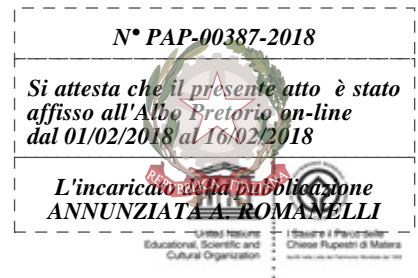 N° PAP-00387-2018
Si attesta che il presente atto è stato
affisso all'Albo Pretorio on-line
dal 01/02/2018 al 16/02/2018
L'incaricato della pubblicazione
ANNUNZIATA A. ROMANELLI
REPUBBLICA ITALIANA
United Nations
Educational, Scientific and
Cultural Organization
I Sassi e il Parco delle
Chiese Rupestri di Matera